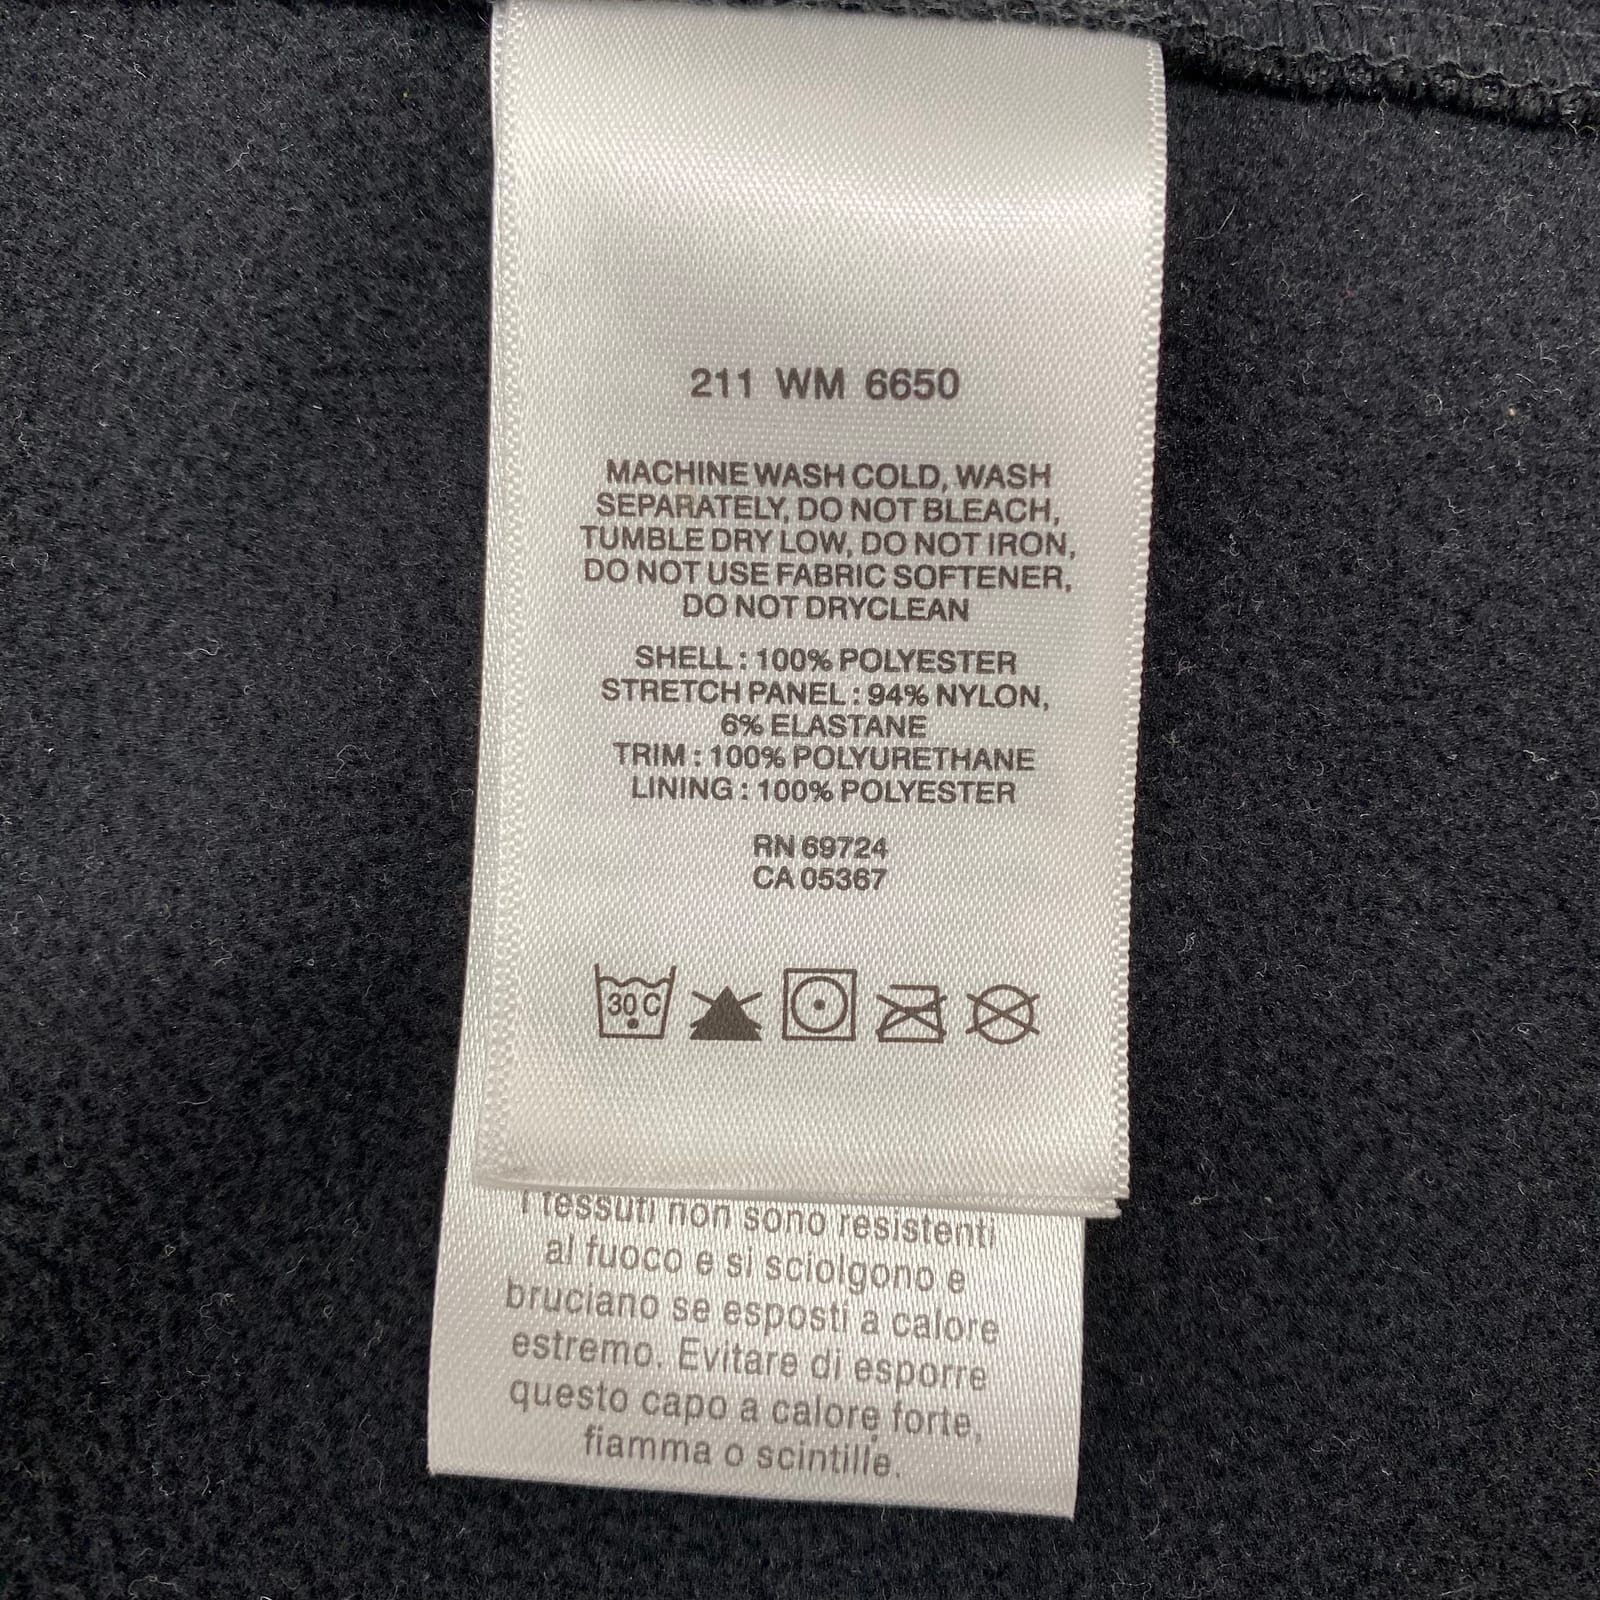 211 WM 6650
MACHINE WASH COLD, WASH
SEPARATELY, DO NOT BLEACH,
TUMBLE DRY LOW, DO NOT IRON,
DO NOT USE FABRIC SOFTENER,
DO NOT DRYCLEAN
SHELL : 100% POLYESTER
STRETCH PANEL : 94% NYLON,
6% ELASTANE
TRIM : 100% POLYURETHANE
LINING : 100% POLYESTER
RN 69724
CA 05367
30 C
I tessuti non sono resistenti
al fuoco e si sciolgono e
bruciano se esposti a calore
estremo. Evitare di esporre
questo capo a calore forte,
fiamma o scintille.